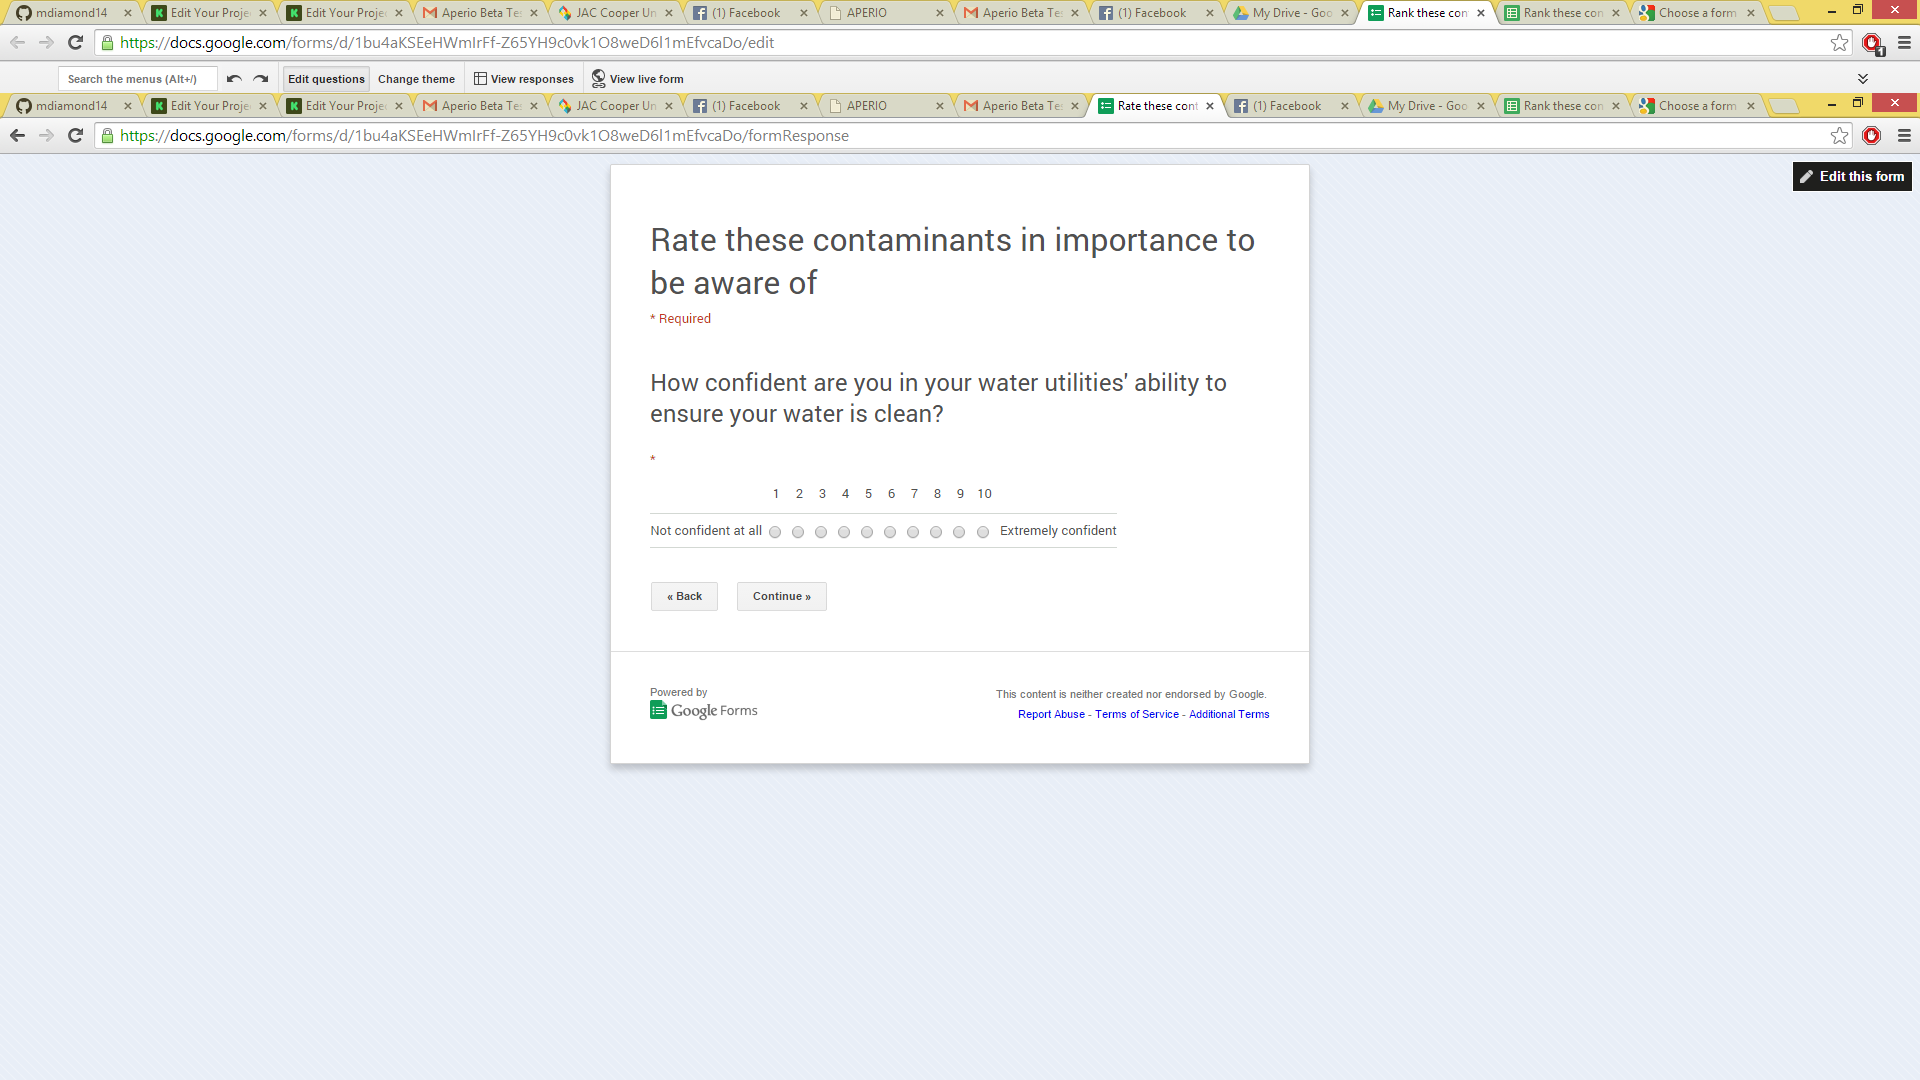 mdiamond14 Edit Your Proje Edit Your Proje Aperio Beta Te JAC Cooper Un (1) Facebook APERIO Aperio Beta Te (1) Facebook My Drive - Goo Rank these con Rank these con Choose a form
https://docs.google.com/forms/d/1bu4aKSEeHWmIrFf-Z65YH9c0vk1O8weD6l1mEfvcaDo/edit
1
Search the menus (Alt+/) Edit questions Change theme View responses View live form
mdiamond14 Edit Your Proje Edit Your Proje Aperio Beta Te JAC Cooper Un (1) Facebook APERIO Aperio Beta Te Rate these cont (1) Facebook My Drive - Goo Rank these con Choose a form
https://docs.google.com/forms/d/1bu4aKSEeHWmIrFf-Z65YH9c0vk1O8weD6l1mEfvcaDo/formResponse
Edit this form
Rate these contaminants in importance to
be aware of
* Required
How confident are you in your water utilities' ability to
ensure your water is clean?
*
1 2 3 4 5 6 7 8 9 10
Not confident at all Extremely confident
« Back Continue »
Powered by
Google Forms
This content is neither created nor endorsed by Google.
Report Abuse - Terms of Service - Additional Terms